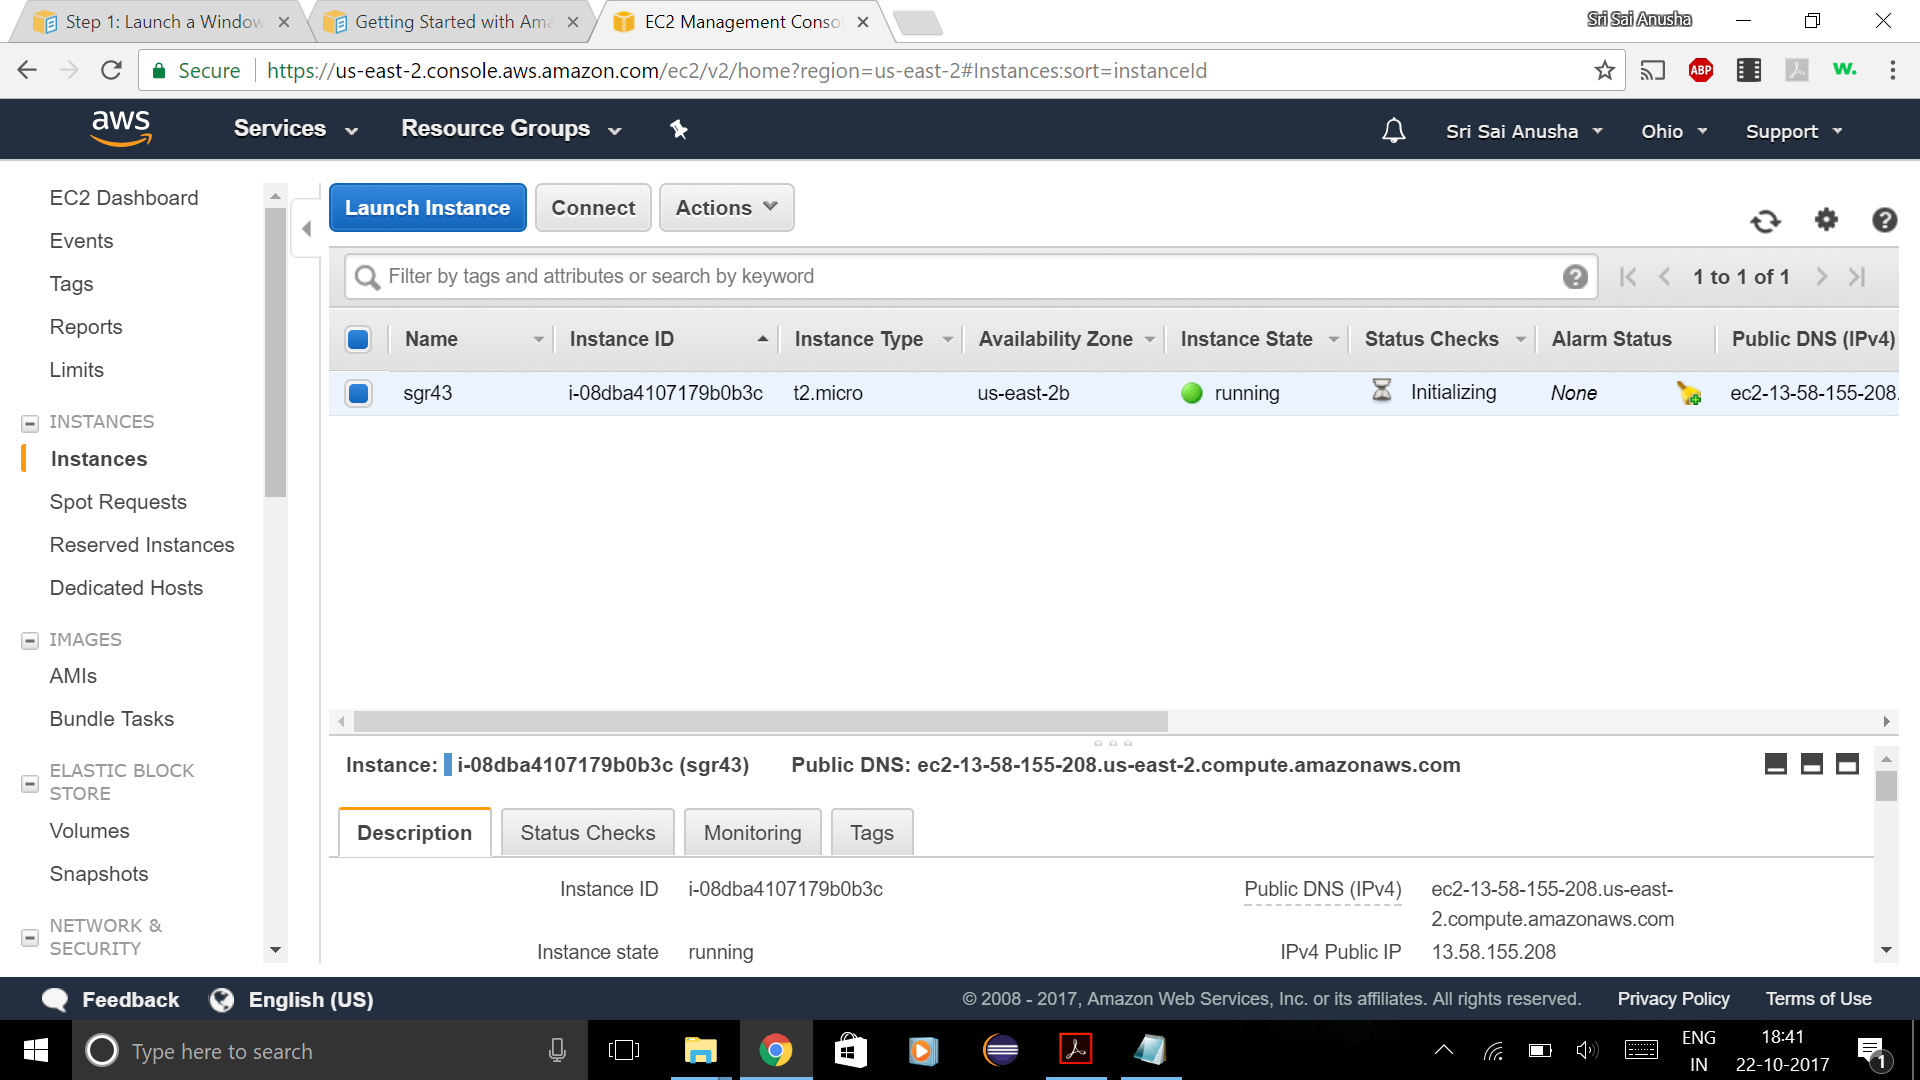 Step 1: Launch a Window
Getting Started with Ama
EC2 Management Conso
Sri Sai Anusha
Secure
https://us-east-2.console.aws.amazon.com/ec2/v2/home?region=us-east-2#Instances:sort=instanceId
ABP
w.
aws
Services
Resource Groups
Sri Sai Anusha
Ohio
Support
EC2 Dashboard
Events
Tags
Reports
Limits
INSTANCES
Instances
Spot Requests
Reserved Instances
Dedicated Hosts
IMAGES
AMIs
Bundle Tasks
ELASTIC BLOCK
STORE
Volumes
Snapshots
NETWORK &
SECURITY
Launch Instance
Connect
Actions
Filter by tags and attributes or search by keyword
1 to 1 of 1
Name Instance ID Instance Type Availability Zone Instance State Status Checks Alarm Status Public DNS (IPv4)
sgr43 i-08dba4107179b0b3c t2.micro us-east-2b running Initializing None ec2-13-58-155-208.
Instance: i-08dba4107179b0b3c (sgr43) Public DNS: ec2-13-58-155-208.us-east-2.compute.amazonaws.com
Description
Status Checks
Monitoring
Tags
Instance ID i-08dba4107179b0b3c
Public DNS (IPv4) ec2-13-58-155-208.us-east-
2.compute.amazonaws.com
Instance state running
IPv4 Public IP 13.58.155.208
Feedback
English (US)
© 2008 - 2017, Amazon Web Services, Inc. or its affiliates. All rights reserved.
Privacy Policy
Terms of Use
Type here to search
ENG
IN
18:41
22-10-2017
1